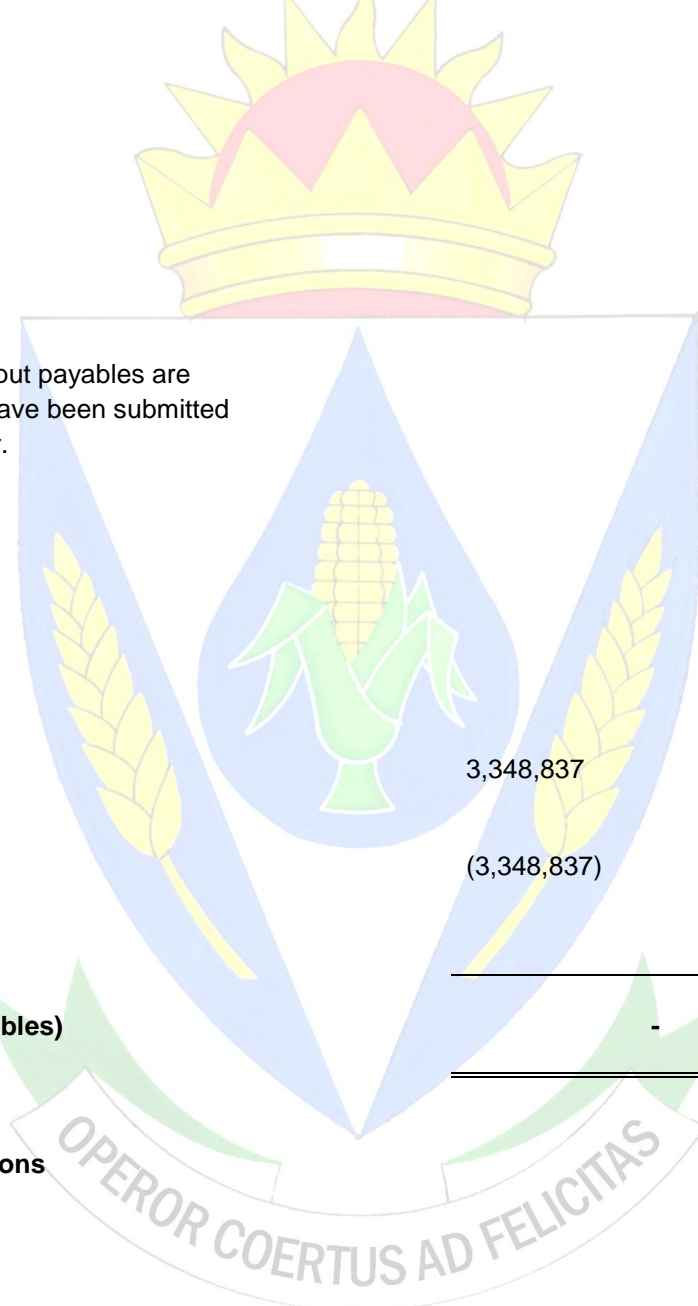 out payables are
ave been submitted
3,348,837
(3,348,837)
bles)
-
ons
OPEROR COERTUS AD FELICITAS